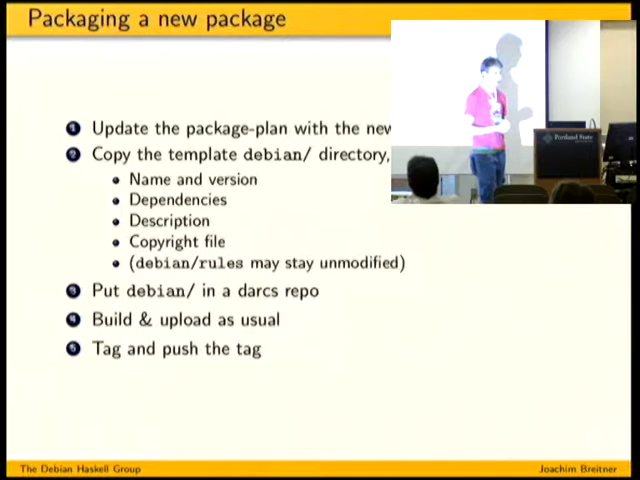 Packaging a new package
1 Update the package-plan with the new
2 Copy the template debian/ directory,
• Name and version
• Dependencies
• Description
• Copyright file
• (debian/rules may stay unmodified)
3 Put debian/ in a darcs repo
4 Build & upload as usual
5 Tag and push the tag
Portland State
The Debian Haskell Group
Joachim Breitner